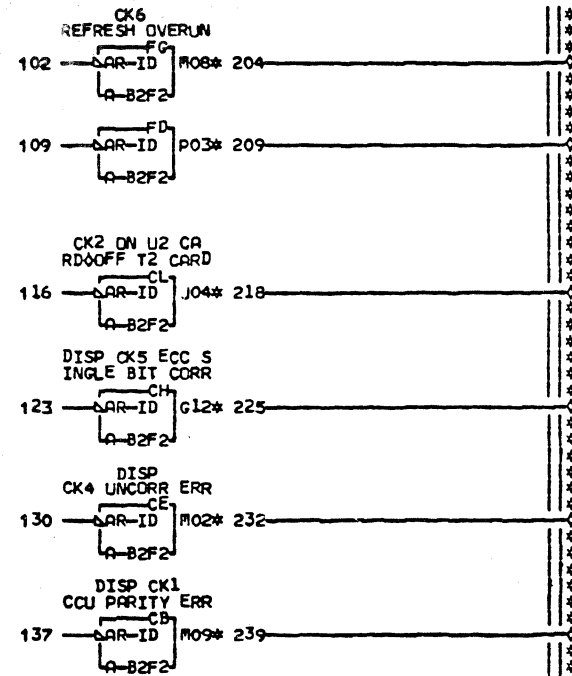 CK6
REFRESH OVERUN
FG
102 AR-ID M08* 204
A-B2F2
FD
109 AR-ID P03* 209
A-B2F2
CK2 ON U2 CA
RD◊OFF T2 CARD
CL
116 AR-ID J04* 218
A-B2F2
DISP CK5 ECC S
INGLE BIT CORR
CH
123 AR-ID G12* 225
A-B2F2
DISP
CK4 UNCORR ERR
CE
130 AR-ID M02* 232
A-B2F2
DISP CK1
CCU PARITY ERR
CB
137 AR-ID M09* 239
A-B2F2